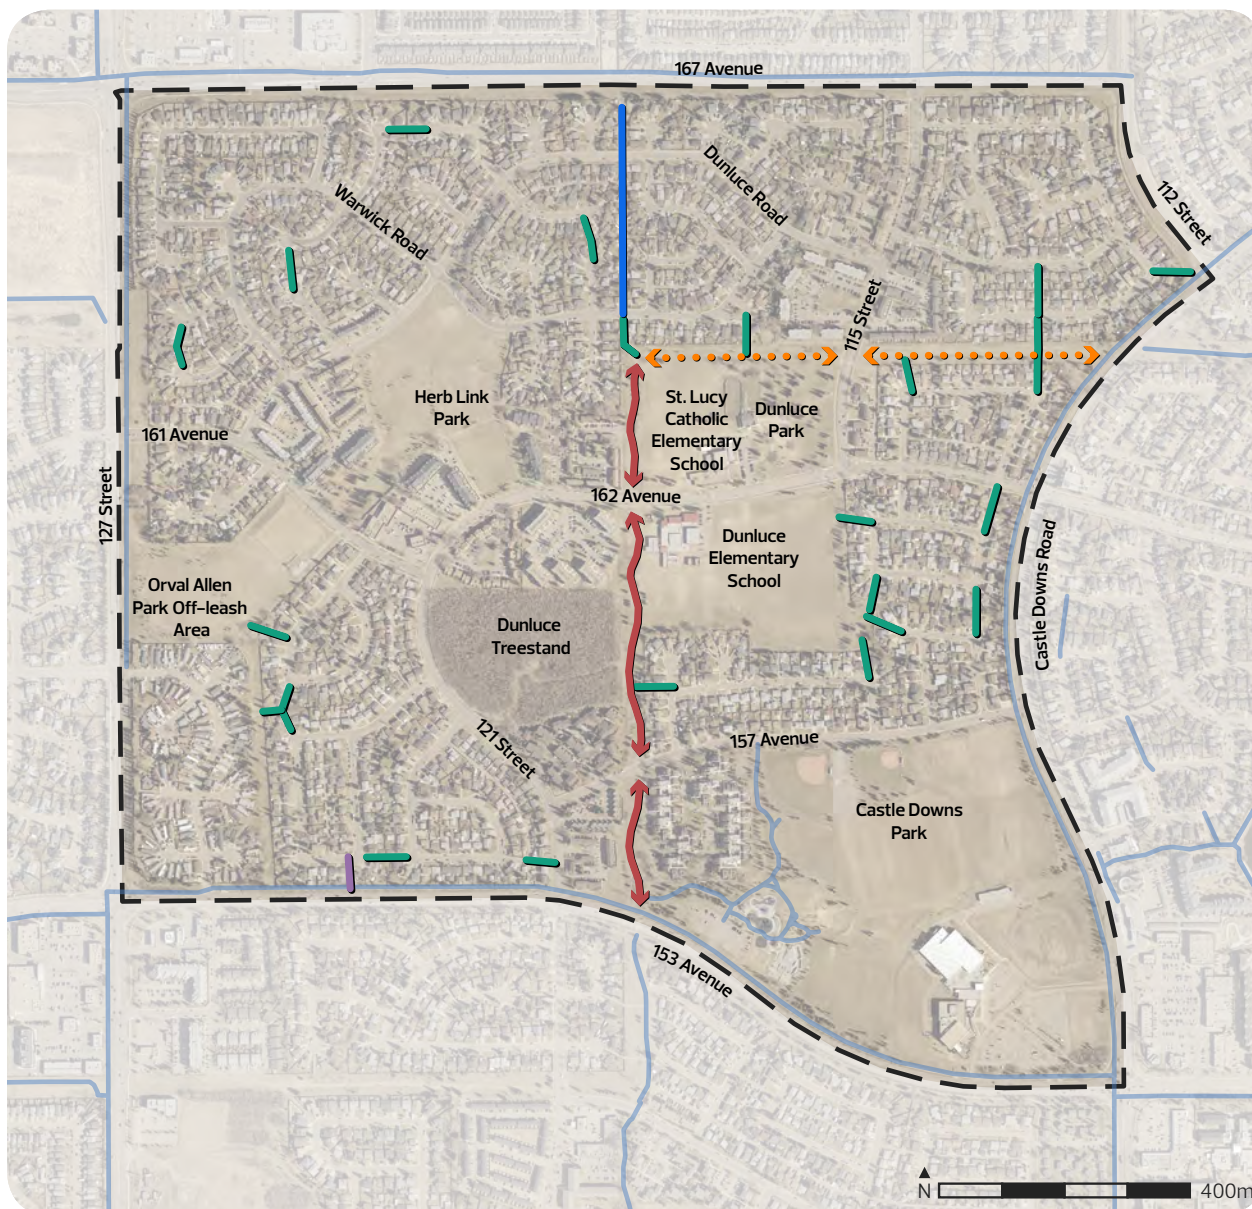 167 Avenue
112 Street
Dunluce Road
Warwick Road
115 Street
Herb Link
Park
St. Lucy
Catholic
Elementary
School
Dunluce
Park
161 Avenue
127 Street
162 Avenue
Dunluce
Elementary
School
Castle Downs Road
Orval Allen
Park Off-leash
Area
Dunluce
Treestand
121 Street
157 Avenue
Castle Downs
Park
153 Avenue
N
400m